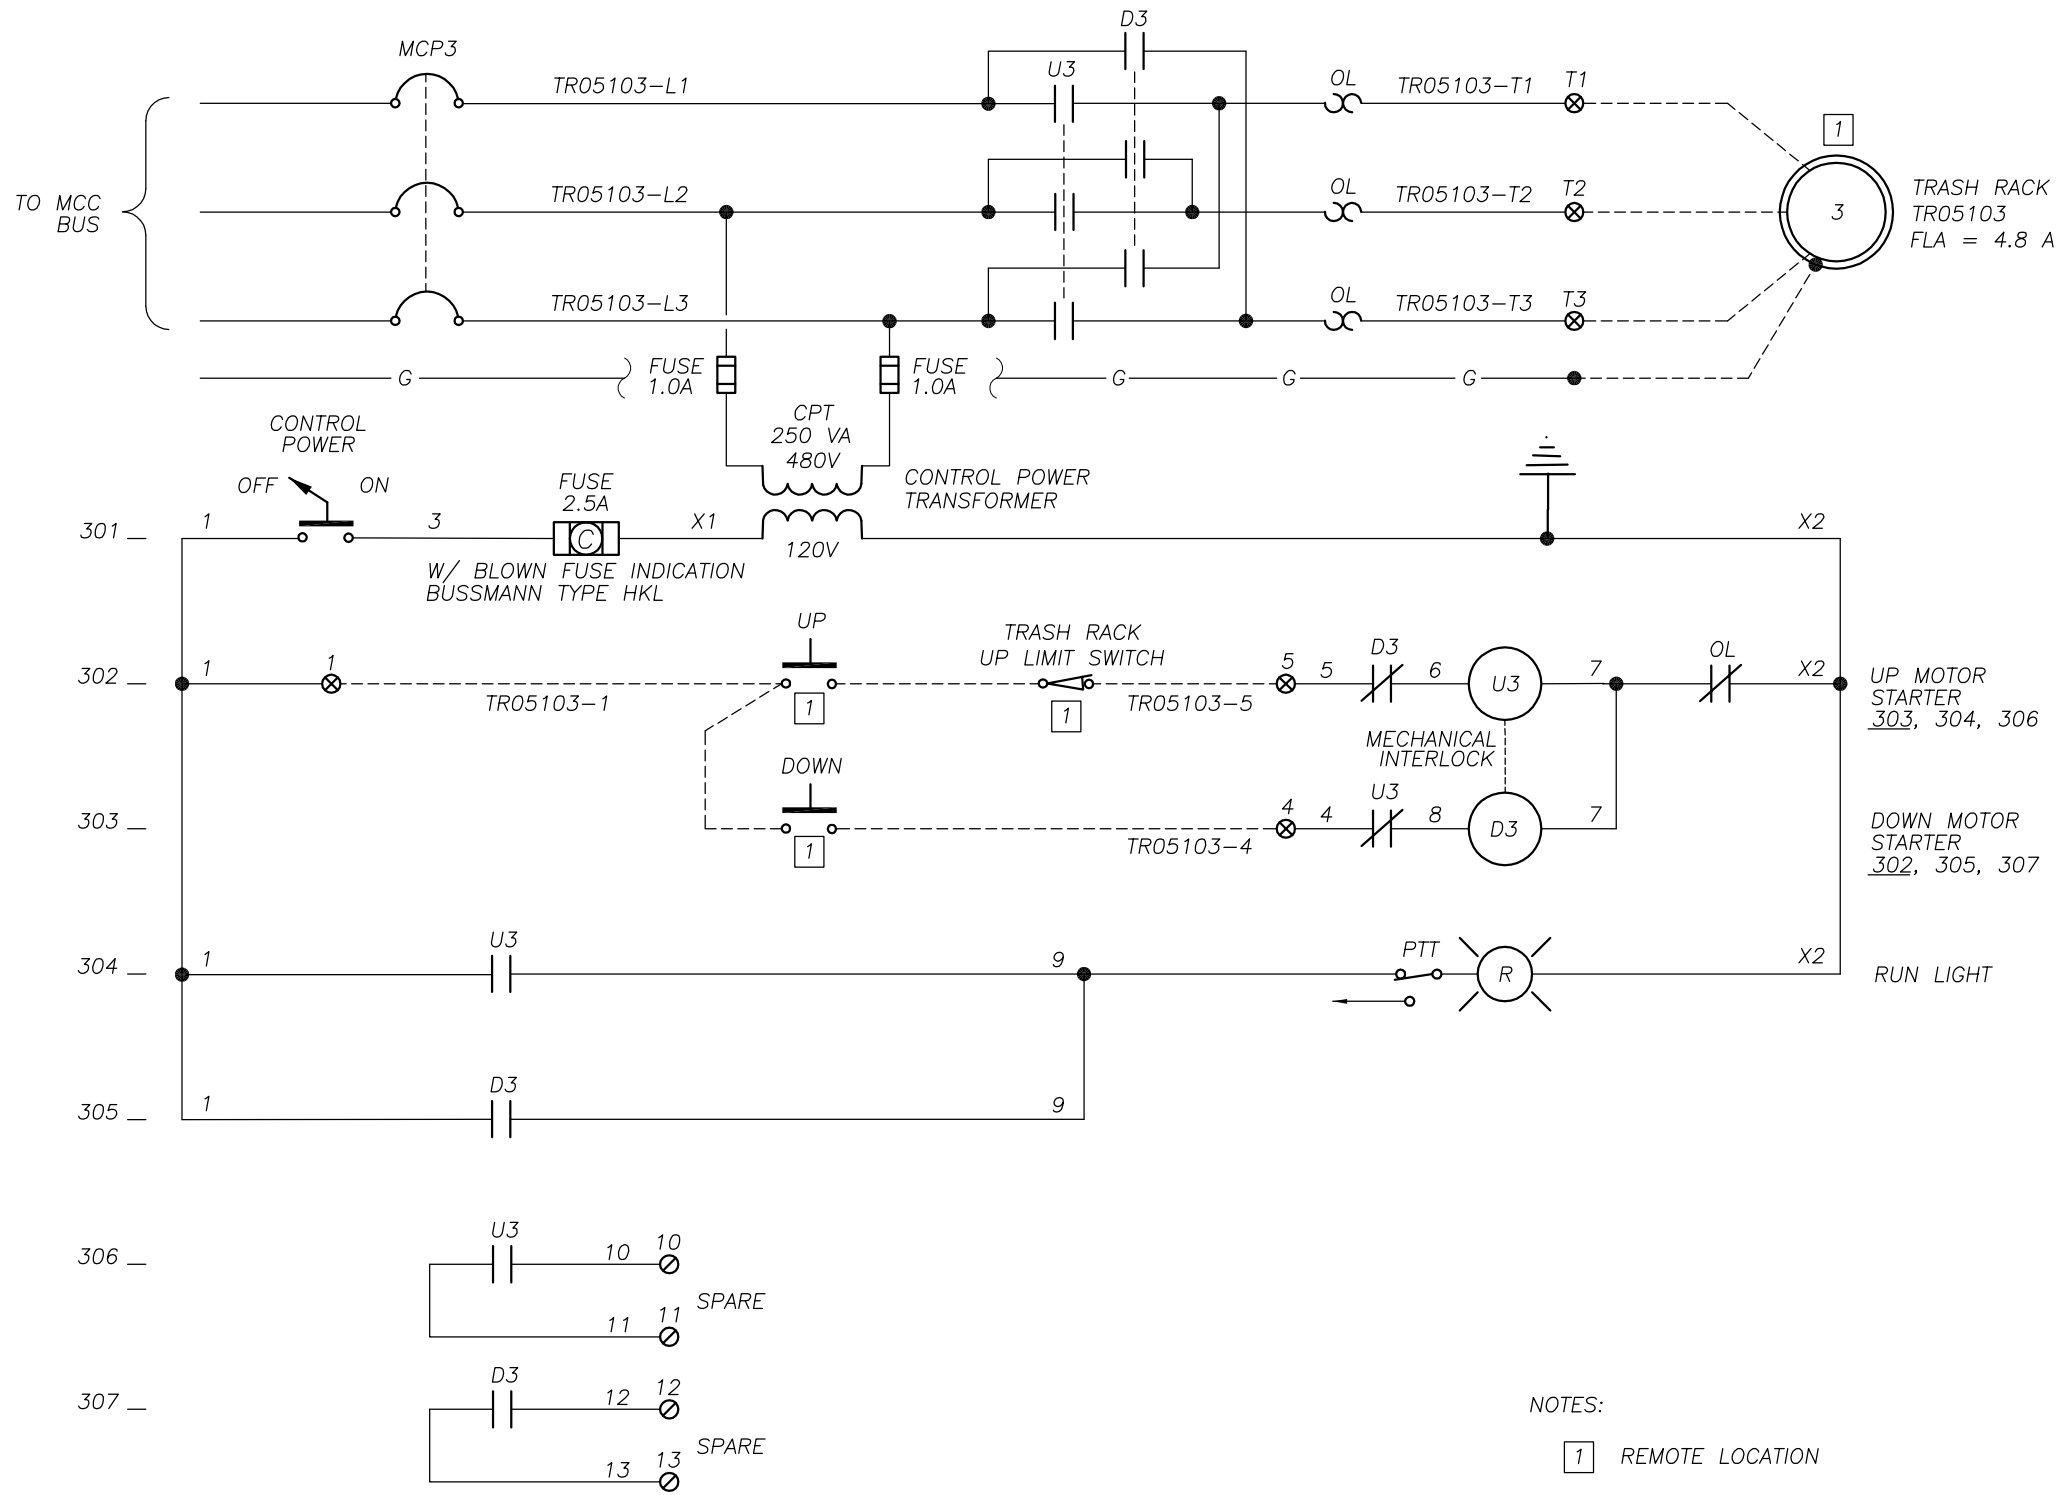 D3
MCP3
U3
TR05103-L1
OL
TR05103-T1
T1
1
TO MCC
BUS
TR05103-L2
OL
TR05103-T2
T2
3
TRASH RACK
TR05103
FLA = 4.8 A
TR05103-L3
OL
TR05103-T3
T3
G
FUSE
1.0A
FUSE
1.0A
G
G
G
CONTROL
POWER
CPT
250 VA
480V
OFF
ON
FUSE
2.5A
CONTROL POWER
TRANSFORMER
301
1
3
C
X1
120V
X2
W/ BLOWN FUSE INDICATION
BUSSMANN TYPE HKL
UP
TRASH RACK
UP LIMIT SWITCH
302
1
1
TR05103-1
1
1
TR05103-5
5
5
D3
6
U3
7
OL
X2
UP MOTOR
STARTER
303, 304, 306
MECHANICAL
INTERLOCK
DOWN
303
1
TR05103-4
4
4
U3
8
D3
7
DOWN MOTOR
STARTER
302, 305, 307
304
1
U3
9
PTT
R
X2
RUN LIGHT
305
1
D3
9
306
U3
10
10
SPARE
11
11
307
D3
12
12
SPARE
13
13
NOTES:
1 REMOTE LOCATION